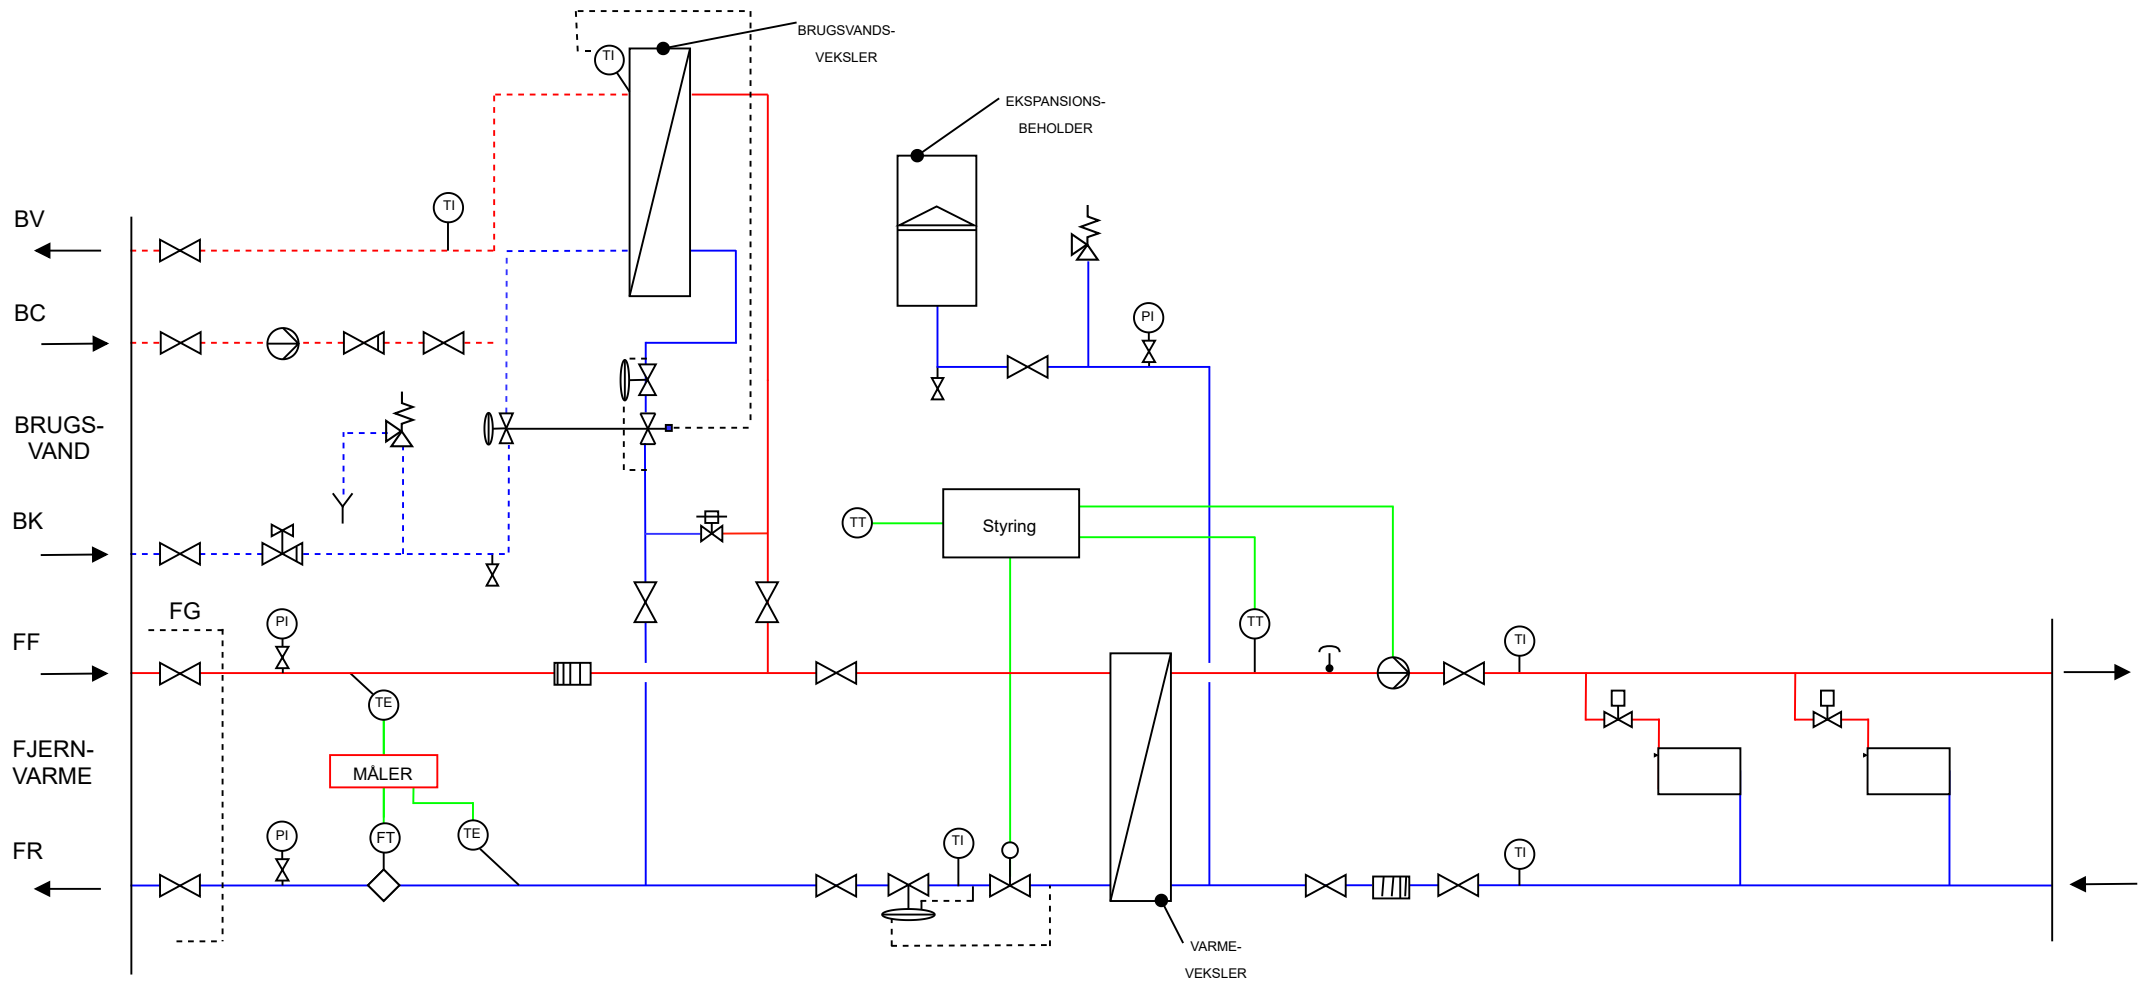 BRUGSVANDS-
VEKSLER
TI
EKSPANSIONS-
BEHOLDER
BV
TI
BC
PI
BRUGS-
VAND
BK
TT
Styring
FG
FF
PI
TT
TI
TE
FJERN-
VARME
MÅLER
FR
PI
FT
TE
TI
TI
VARME-
VEKSLER